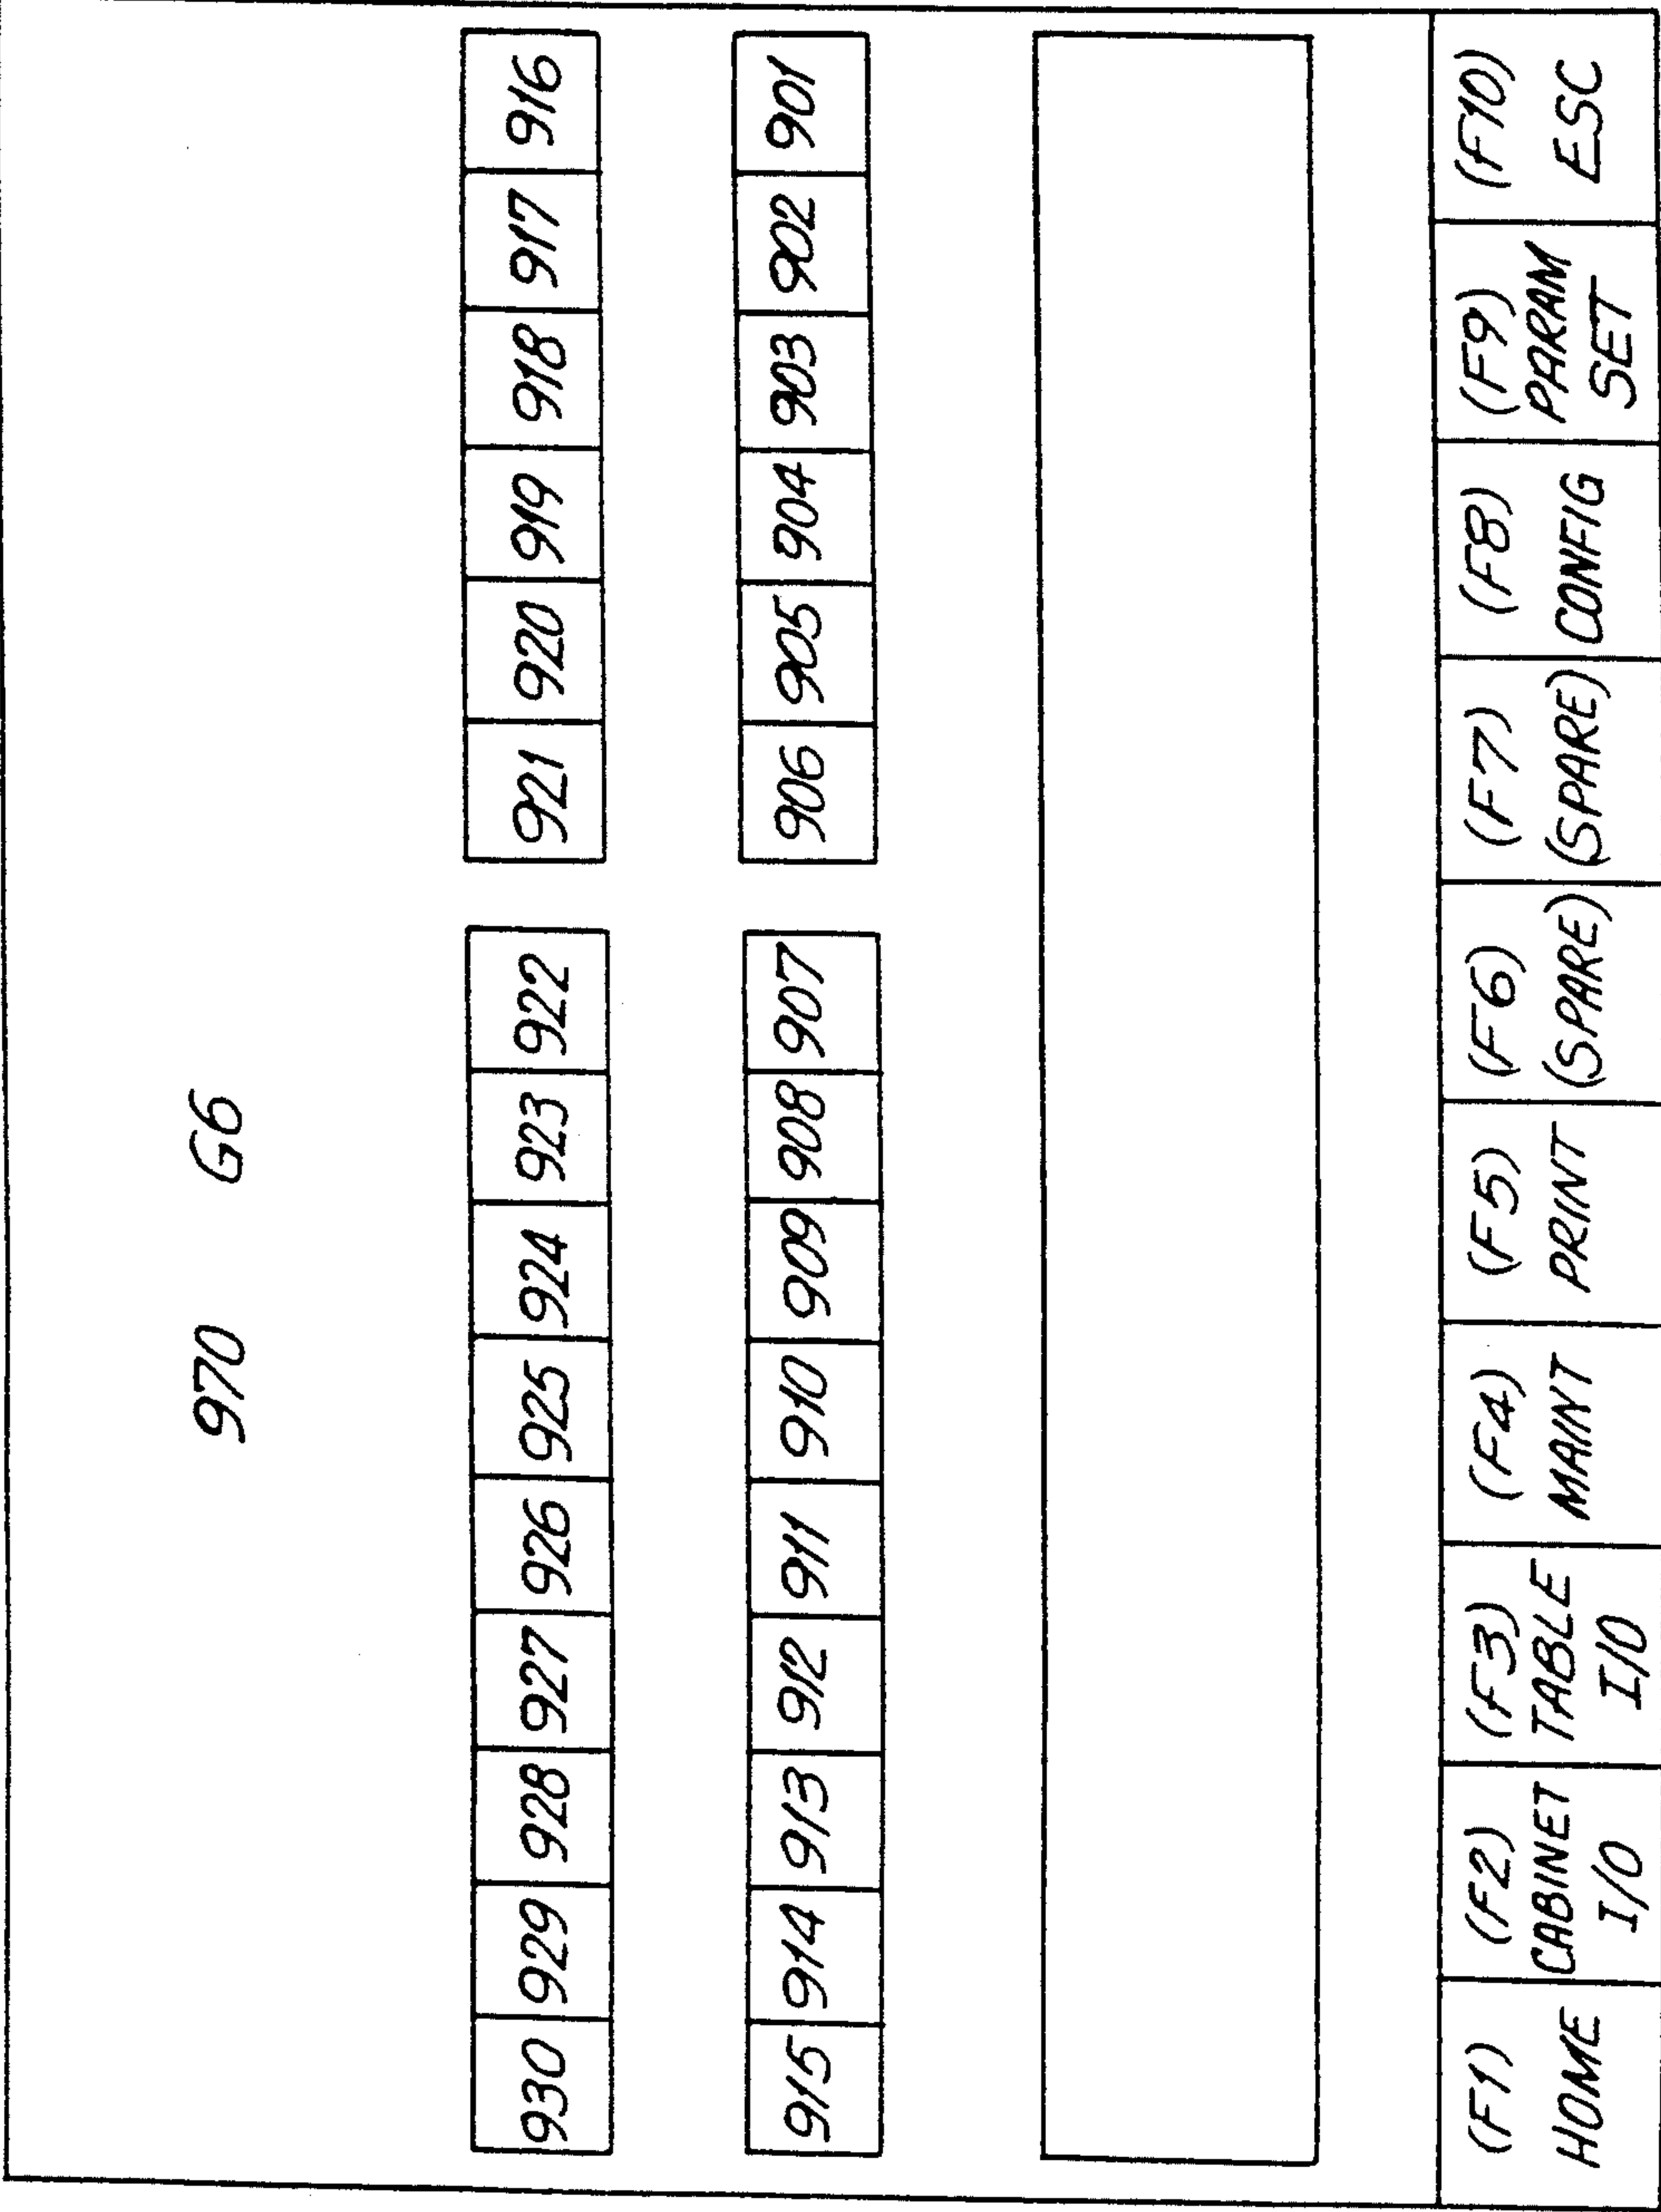 970 G6
930 929 928 927 926 925 924 923 922 921 920 919 918 917 916
915 914 913 912 911 910 909 908 907 906 905 904 903 902 901
(F1) (F2) (F3) (F4) (F5) (F6) (F7) (F8) (F9) (F10)
HOME CABINET TABLE MAINT PRINT (SPARE) (SPARE) CONFIG PARAM ESC
I/O I/O SET